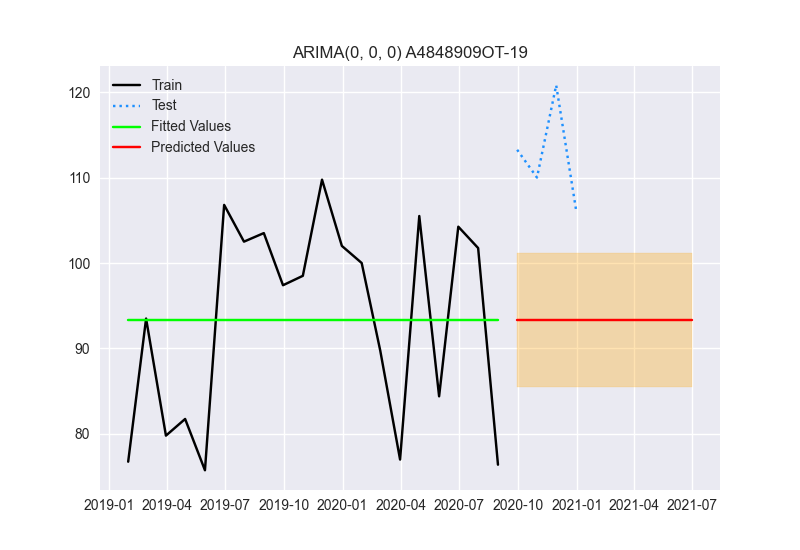 ARIMA(0, 0, 0) A4848909OT-19
Train
Test
Fitted Values
Predicted Values
120
110
100
90
80
2019-01 2019-04 2019-07 2019-10 2020-01 2020-04 2020-07 2020-10 2021-01 2021-04 2021-07